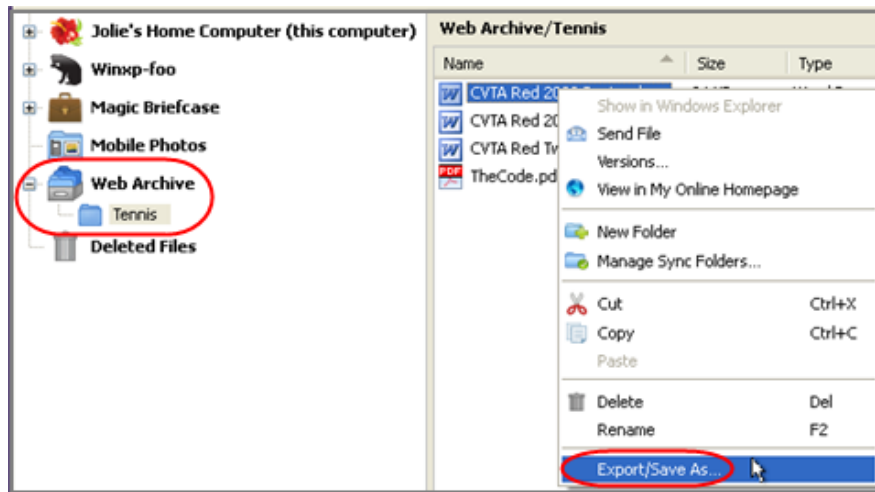 Jolie's Home Computer (this computer)
Winxp-foo
Magic Briefcase
Mobile Photos
Web Archive
Tennis
Deleted Files
Web Archive/Tennis
Name Size Type
CVTA Red
CVTA Red
CVTA Red
TheCode.pd
Show in Windows Explorer
Send File
Versions...
View in My Online Homepage
New Folder
Manage Sync Folders...
Cut Ctrl+X
Copy Ctrl+C
Paste
Delete Del
Rename F2
Export/Save As...